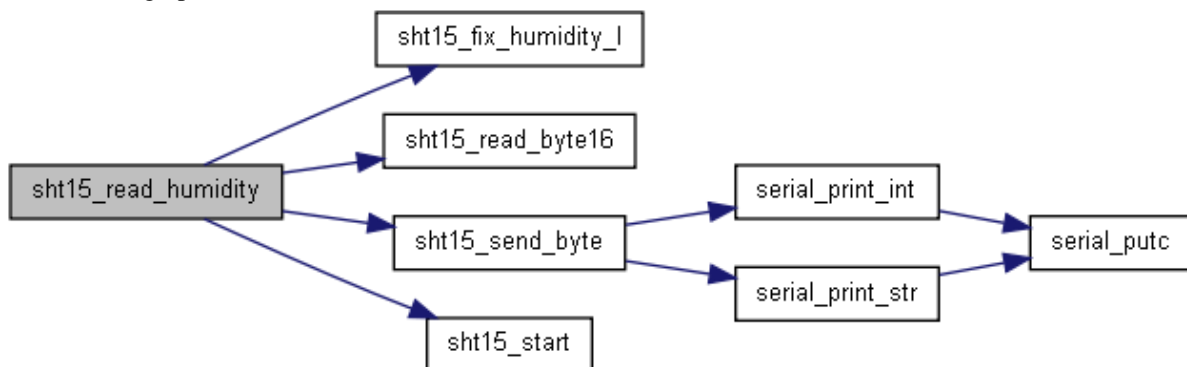 sht15_fix_humidity_l
sht15_read_byte16
sht15_read_humidity
serial_print_int
sht15_send_byte
serial_putc
serial_print_str
sht15_start